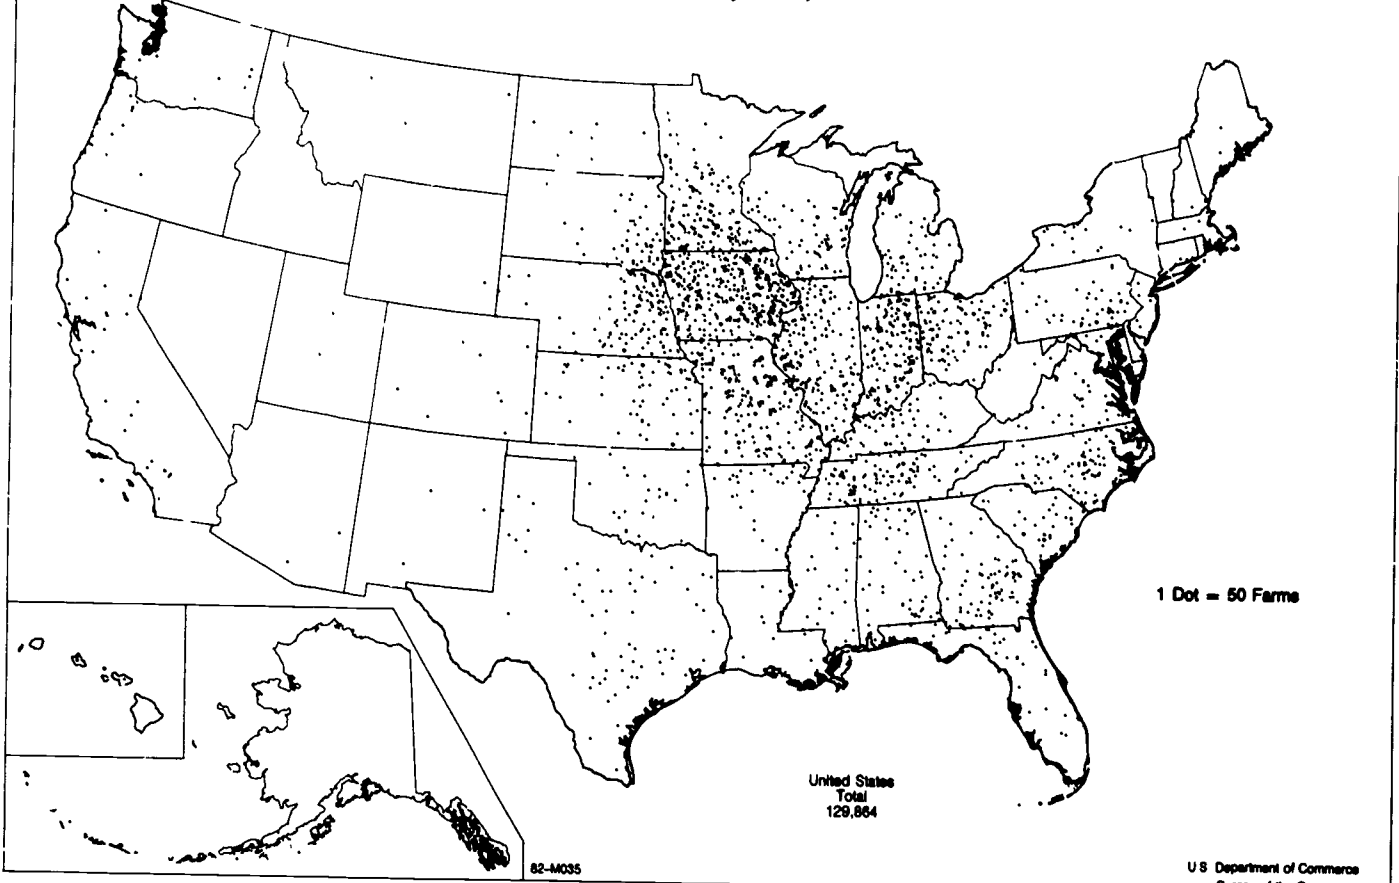 1 Dot = 50 Farms
United States
Total
129,864
82-M035
U S Department of Commerce